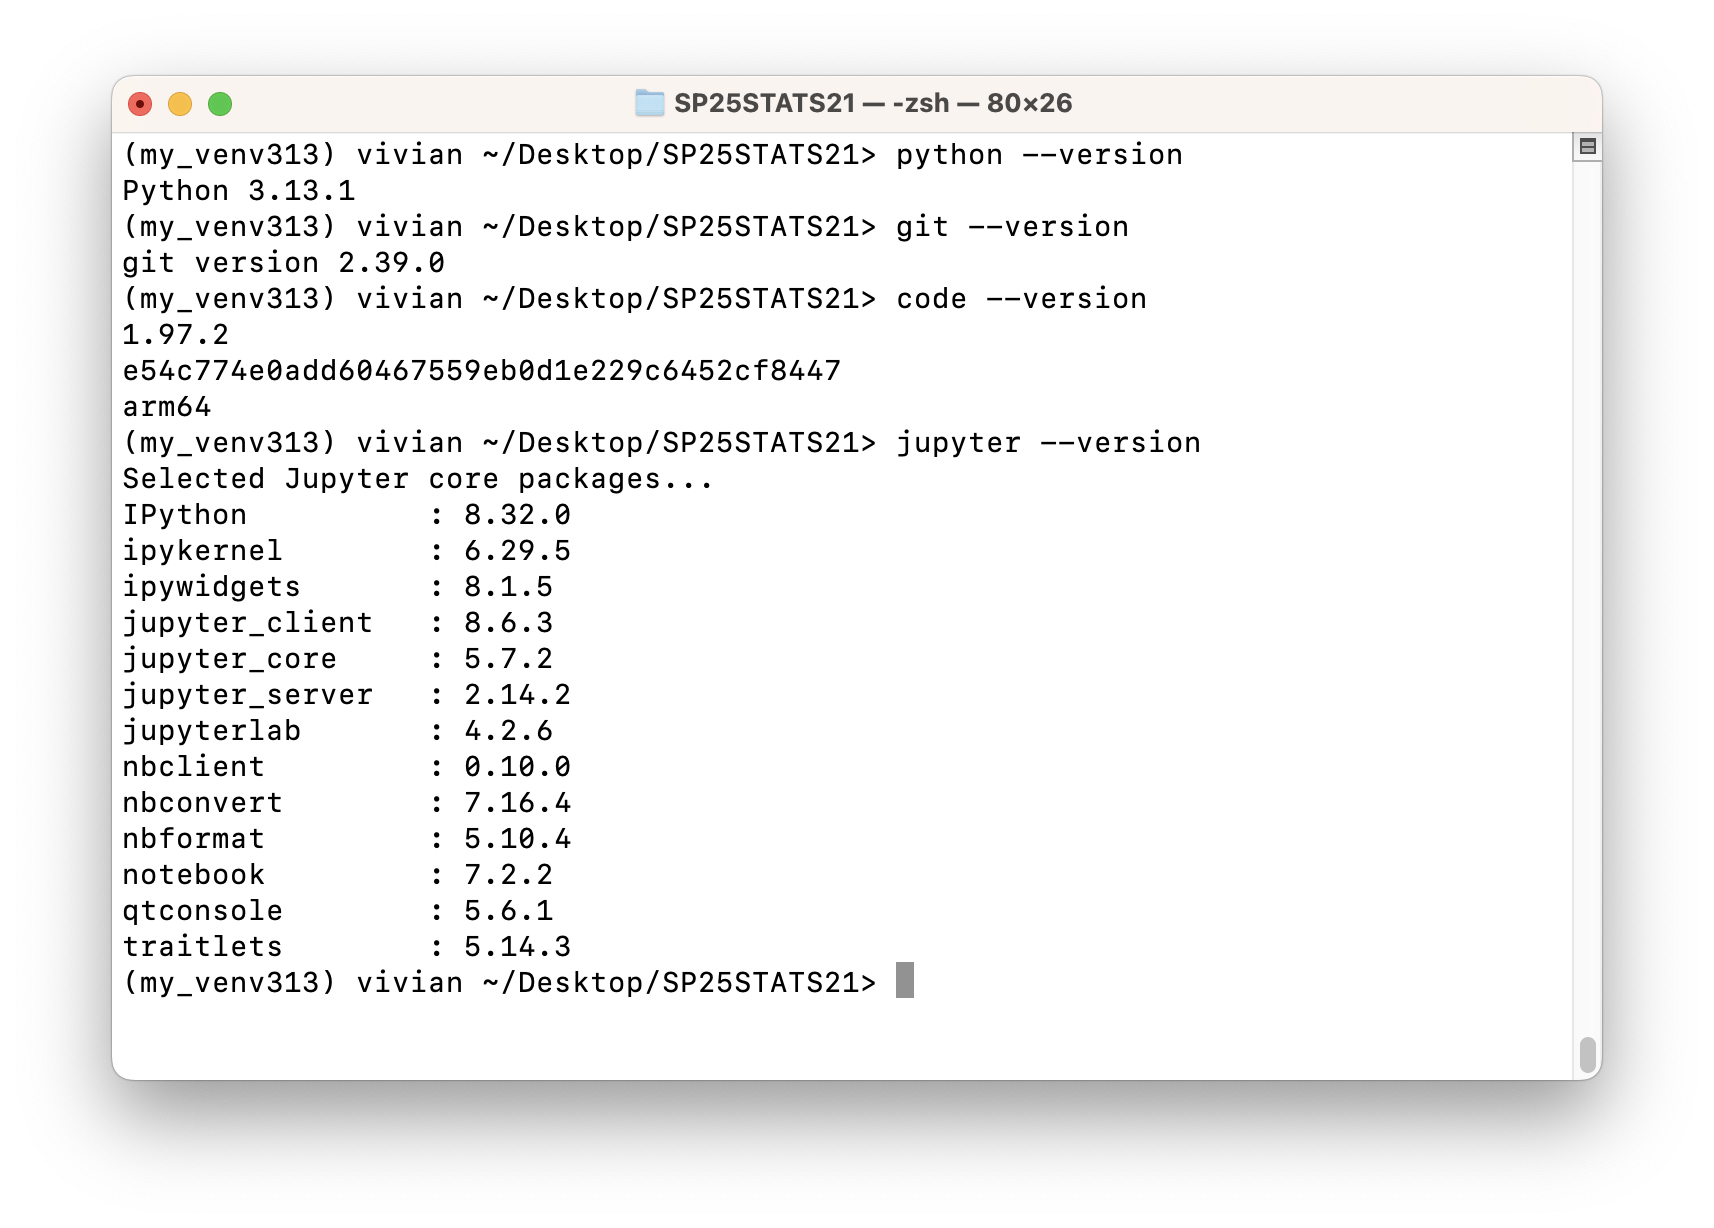 SP25STATS21 — -zsh — 80×26
(my_venv313) vivian ~/Desktop/SP25STATS21> python --version
Python 3.13.1
(my_venv313) vivian ~/Desktop/SP25STATS21> git --version
git version 2.39.0
(my_venv313) vivian ~/Desktop/SP25STATS21> code --version
1.97.2
e54c774e0add60467559eb0d1e229c6452cf8447
arm64
(my_venv313) vivian ~/Desktop/SP25STATS21> jupyter --version
Selected Jupyter core packages...
IPython          : 8.32.0
ipykernel        : 6.29.5
ipywidgets       : 8.1.5
jupyter_client   : 8.6.3
jupyter_core     : 5.7.2
jupyter_server   : 2.14.2
jupyterlab       : 4.2.6
nbclient         : 0.10.0
nbconvert        : 7.16.4
nbformat         : 5.10.4
notebook         : 7.2.2
qtconsole        : 5.6.1
traitlets        : 5.14.3
(my_venv313) vivian ~/Desktop/SP25STATS21>